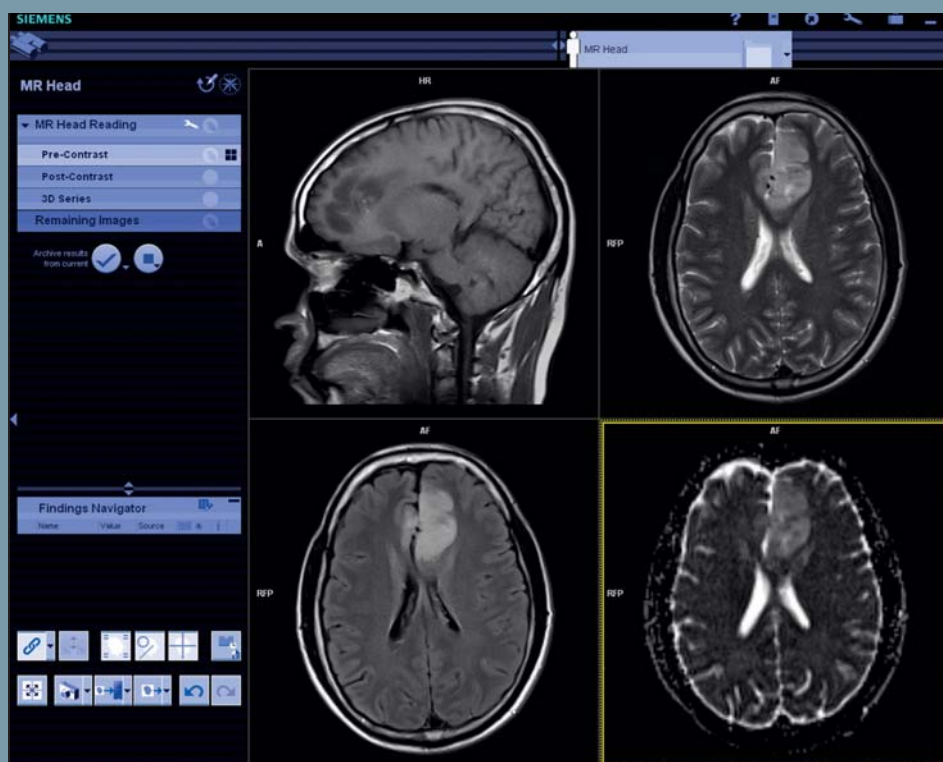 SIEMENS
?
MR Head
MR Head
MR Head Reading
Pre-Contrast
Post-Contrast
3D Series
Remaining Images
Archive results
from current
HR
A
AF
RFP
AF
RFP
AF
RFP
Findings Navigator
Name Value Source